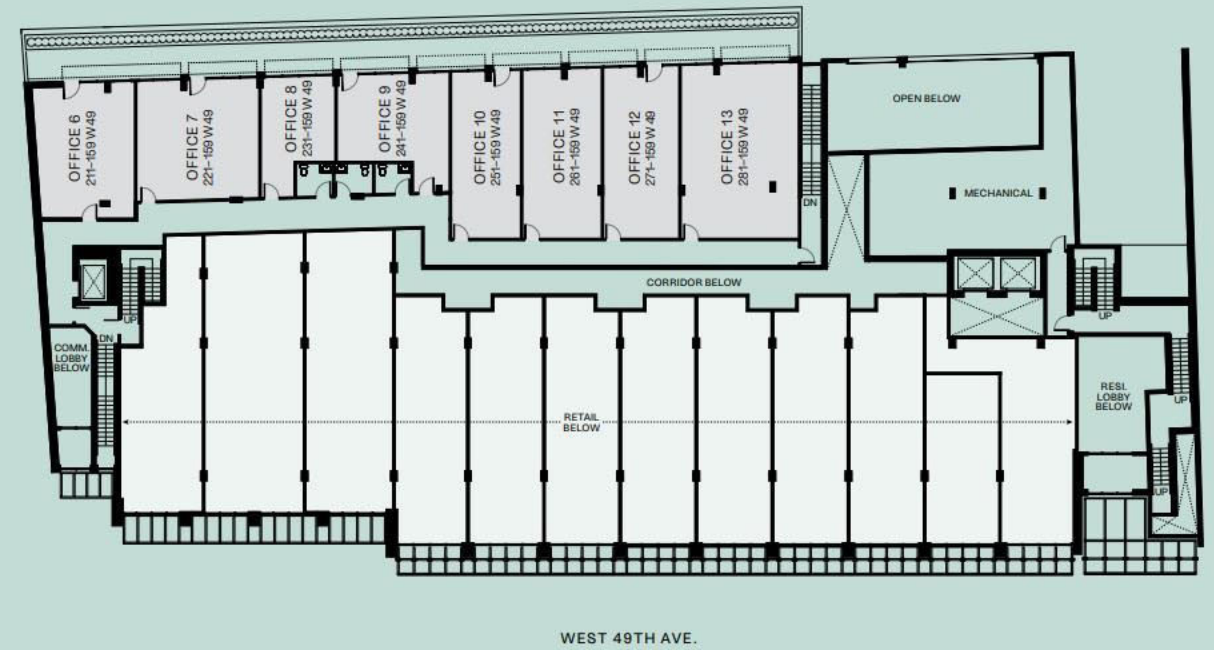 OFFICE 6
211–159 W 49
OFFICE 7
221–159 W 49
OFFICE 8
231–159 W 49
OFFICE 9
241–159 W 49
OFFICE 10
251–159 W 49
OFFICE 11
261–159 W 49
OFFICE 12
271–159 W 49
OFFICE 13
281–159 W 49
DN
OPEN BELOW
MECHANICAL
CORRIDOR BELOW
UP
DN
COMM.
LOBBY
BELOW
RETAIL
BELOW
UP
RESI.
LOBBY
BELOW
UP
UP
WEST 49TH AVE.